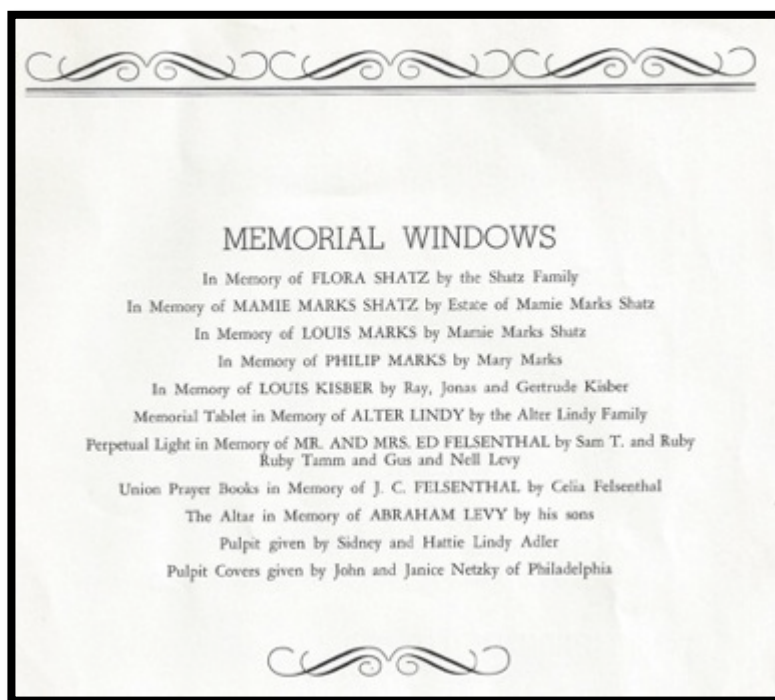 MEMORIAL WINDOWS
In Memory of FLORA SHATZ by the Shatz Family
In Memory of MAMIE MARKS SHATZ by Estate of Mamie Marks Shatz
In Memory of LOUIS MARKS by Mamie Marks Shatz
In Memory of PHILIP MARKS by Mary Marks
In Memory of LOUIS KISBER by Ray, Jonas and Gertrude Kisber
Memorial Tablet in Memory of ALTER LINDY by the Alter Lindy Family
Perpetual Light in Memory of MR. AND MRS. ED FELSENTHAL by Sam T. and Ruby
Ruby Tamm and Gus and Nell Levy
Union Prayer Books in Memory of J. C. FELSENTHAL by Celia Felsenthal
The Altar in Memory of ABRAHAM LEVY by his sons
Pulpit given by Sidney and Hattie Lindy Adler
Pulpit Covers given by John and Janice Netzky of Philadelphia